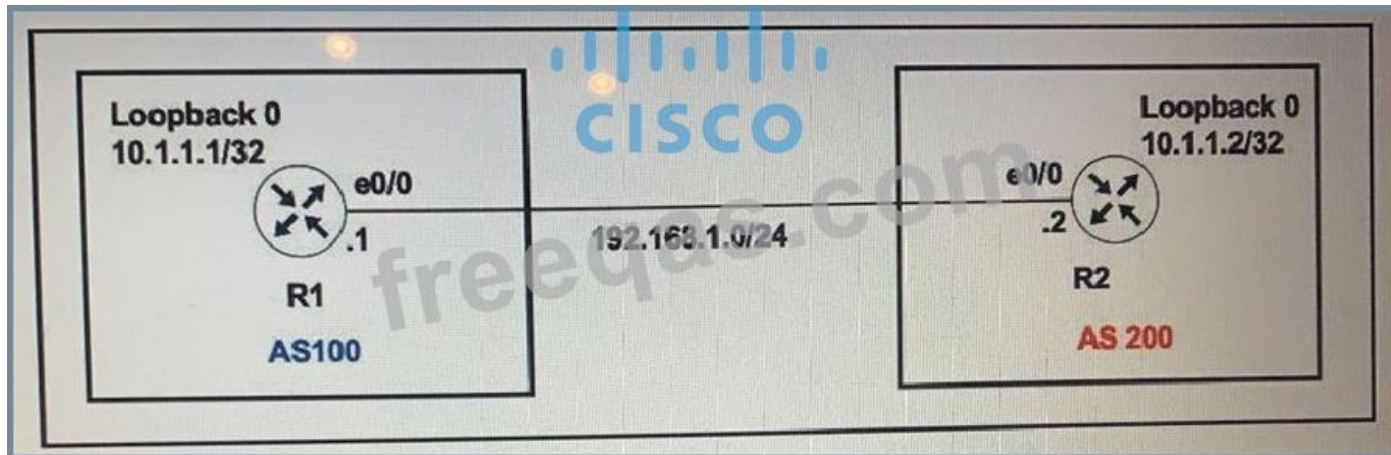 CISCO
Loopback 0
10.1.1.1/32
e0/0
.1
R1
AS100
192.168.1.0/24
Loopback 0
10.1.1.2/32
e0/0
.2
R2
AS 200
freeqas.com